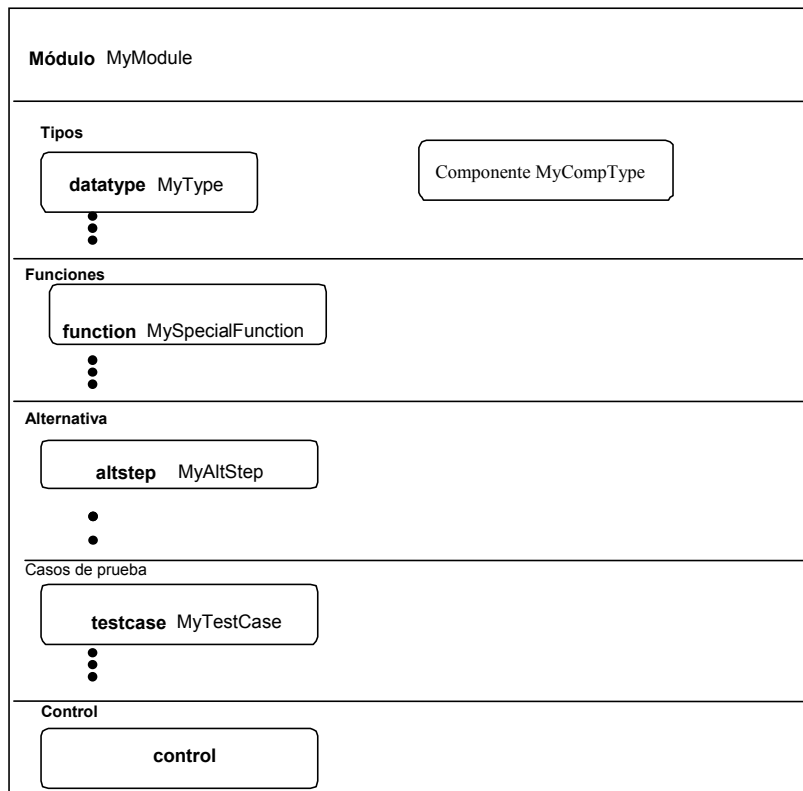 Módulo MyModule
Tipos
datatype MyType
Componente MyCompType
Funciones
function MySpecialFunction
Alternativa
altstep MyAltStep
Casos de prueba
testcase MyTestCase
Control
control